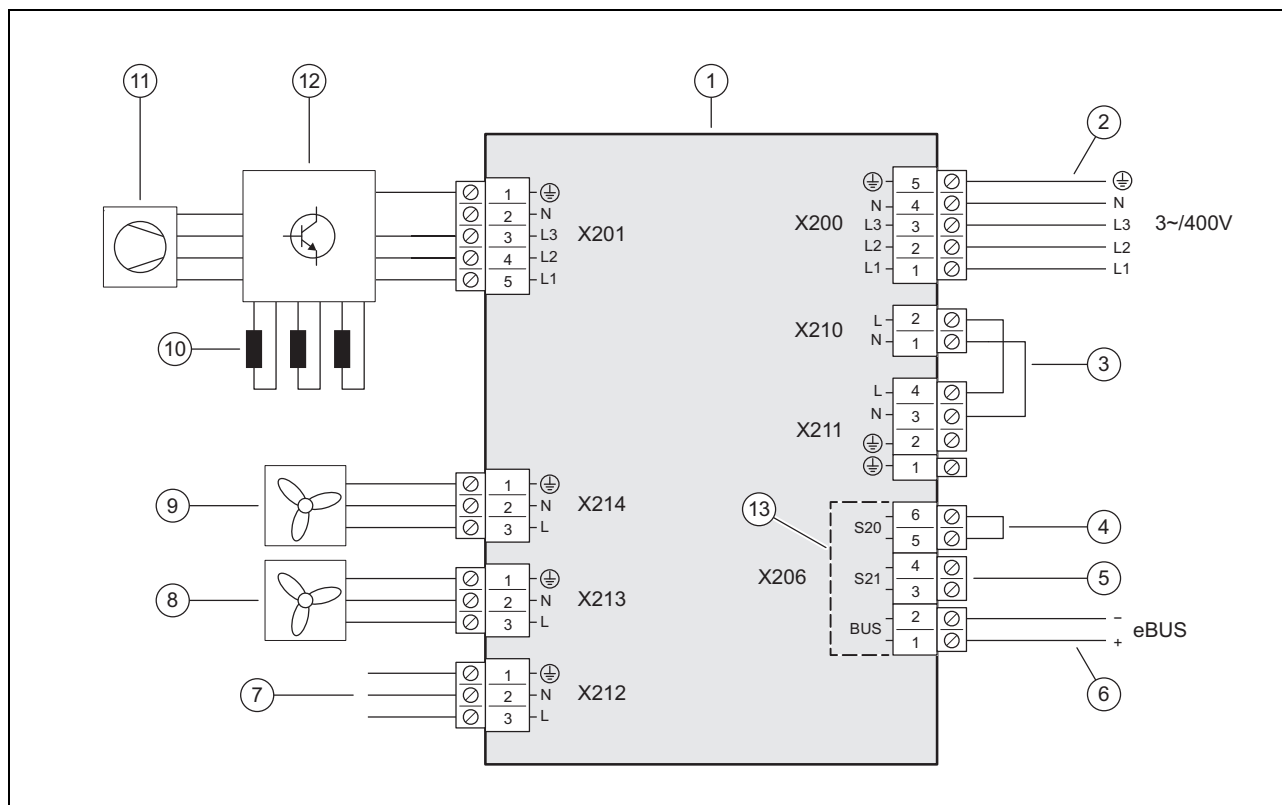 11
12
1
2
X201
1 ⏚
2 N
3 L3
4 L2
5 L1
X200
⏚ 5 ⏚
N 4 N
L3 3 L3
L2 2 L2
L1 1 L1
3~/400V
X210
L 2
N 1
3
10
X211
L 4
N 3
⏚ 2
⏚ 1
9
X214
1 ⏚
2 N
3 L
13
X206
S20
6
5
4
S21
4
3
5
BUS
2 –
1 +
eBUS
6
8
X213
1 ⏚
2 N
3 L
7
X212
1 ⏚
2 N
3 L